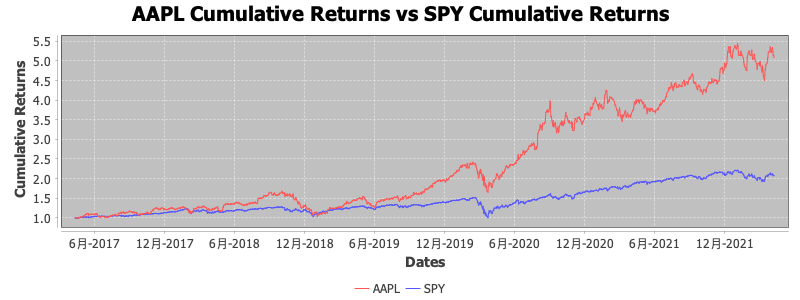 AAPL Cumulative Returns vs SPY Cumulative Returns
Cumulative Returns
5.5
5.0
4.5
4.0
3.5
3.0
2.5
2.0
1.5
1.0
6月-2017 12月-2017 6月-2018 12月-2018 6月-2019 12月-2019 6月-2020 12月-2020 6月-2021 12月-2021
Dates
AAPL SPY